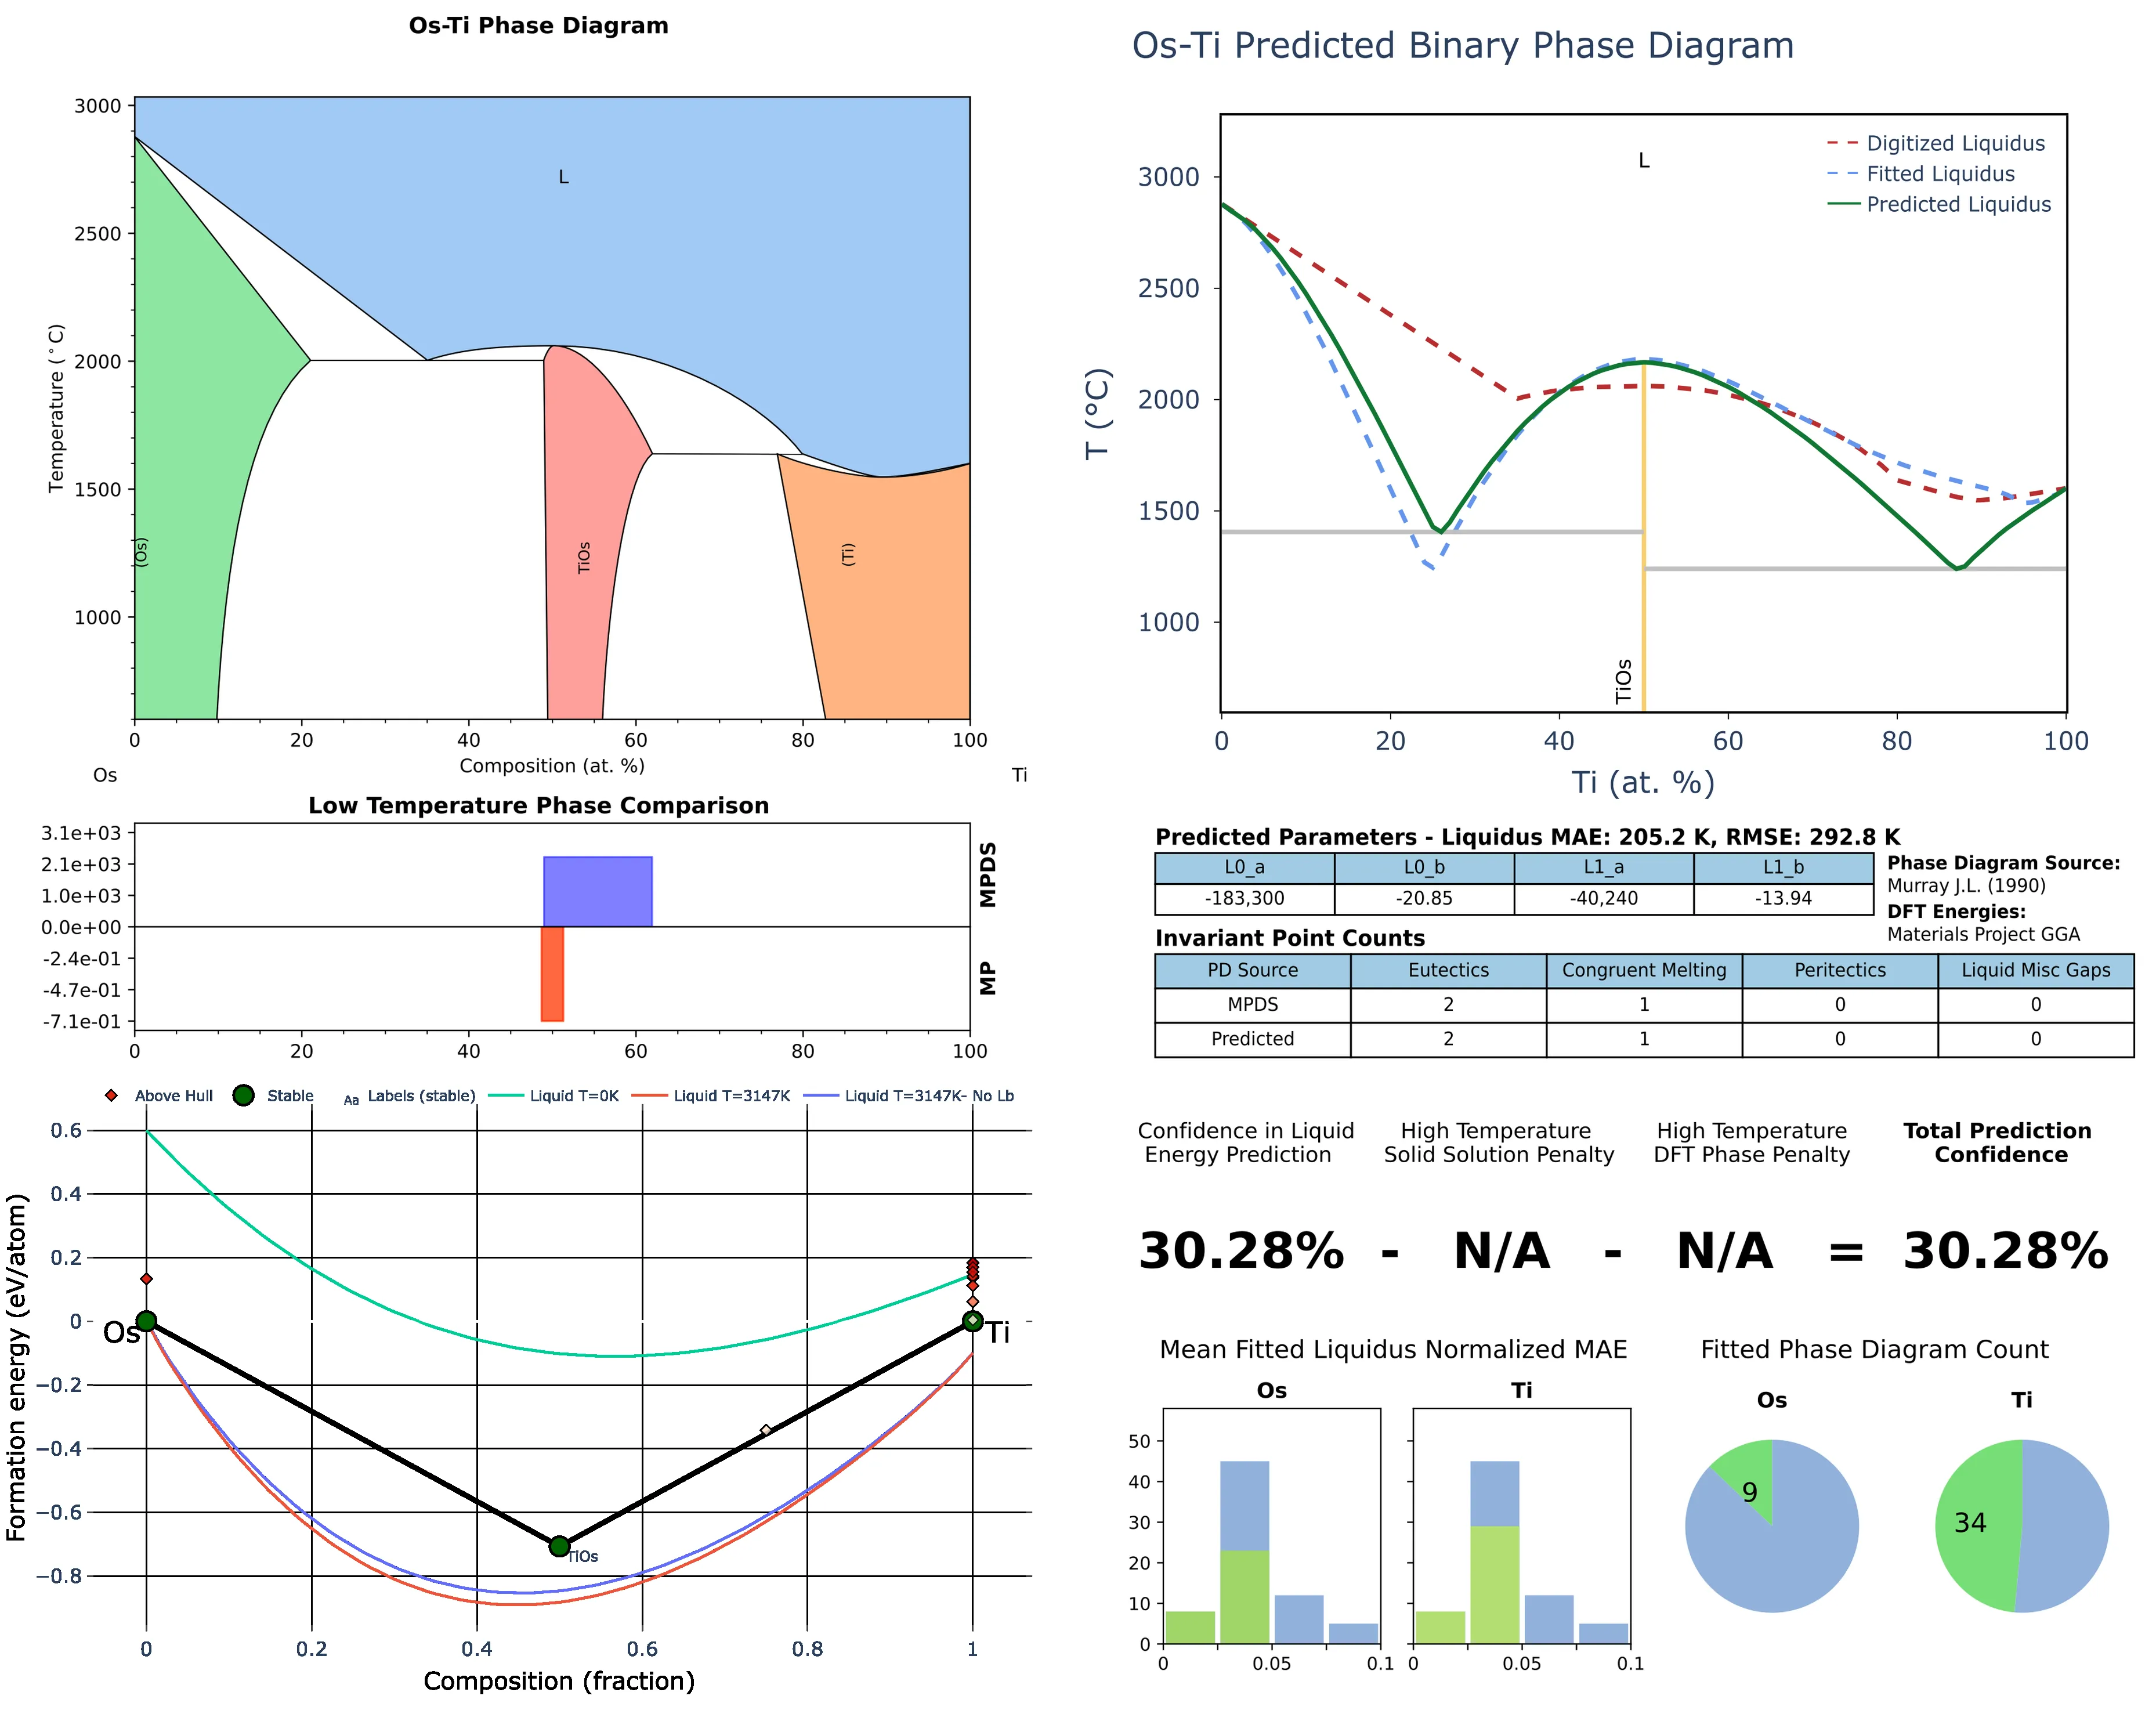 Os-Ti Phase Diagram
3000
2500
2000
1500
1000
Temperature (°C)
L
(Os)
TiOs
(Ti)
0 20 40 60 80 100
Composition (at. %)
Os Ti
Low Temperature Phase Comparison
3.1e+03
2.1e+03
1.0e+03
0.0e+00
-2.4e-01
-4.7e-01
-7.1e-01
MPDS
MP
0 20 40 60 80 100
Above Hull Stable Aa Labels (stable) Liquid T=0K Liquid T=3147K Liquid T=3147K- No Lb
0.6
0.4
0.2
0
−0.2
−0.4
−0.6
−0.8
Formation energy (eV/atom)
Os
Ti
TiOs
0 0.2 0.4 0.6 0.8 1
Composition (fraction)
Os-Ti Predicted Binary Phase Diagram
L
Digitized Liquidus
Fitted Liquidus
Predicted Liquidus
3000
2500
2000
1500
1000
T (°C)
TiOs
0 20 40 60 80 100
Ti (at. %)
Predicted Parameters - Liquidus MAE: 205.2 K, RMSE: 292.8 K
L0_a L0_b L1_a L1_b
-183,300 -20.85 -40,240 -13.94
Phase Diagram Source:
Murray J.L. (1990)
DFT Energies:
Materials Project GGA
Invariant Point Counts
PD Source Eutectics Congruent Melting Peritectics Liquid Misc Gaps
MPDS 2 1 0 0
Predicted 2 1 0 0
Confidence in Liquid
Energy Prediction
High Temperature
Solid Solution Penalty
High Temperature
DFT Phase Penalty
Total Prediction
Confidence
30.28% - N/A - N/A = 30.28%
Mean Fitted Liquidus Normalized MAE
Os Ti
50
40
30
20
10
0
0 0.05 0.1 0 0.05 0.1
Fitted Phase Diagram Count
Os Ti
9 34